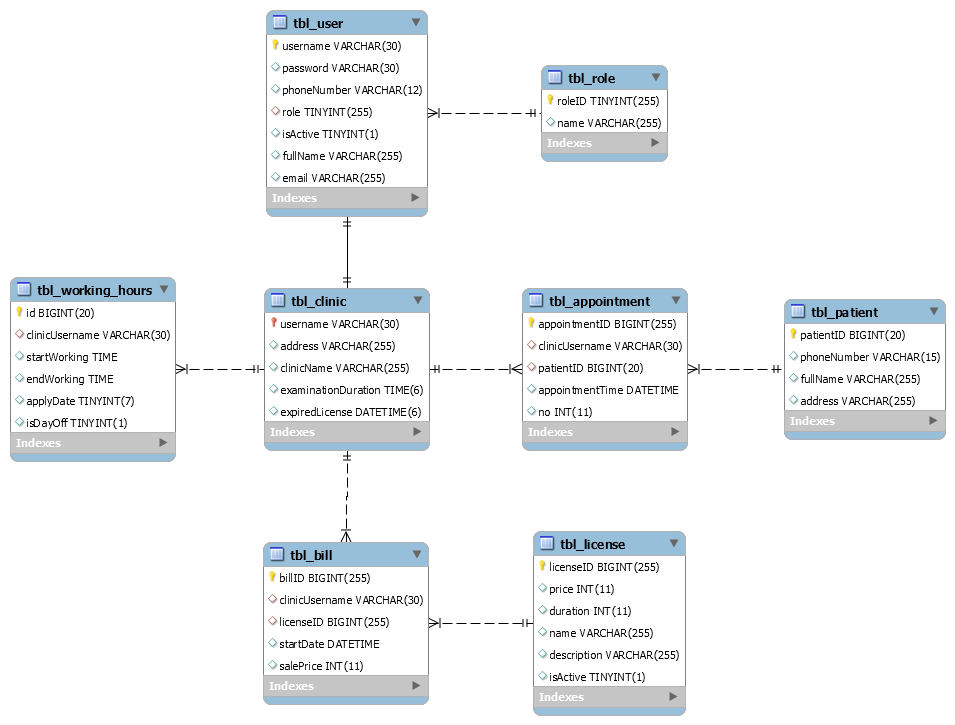 tbl_user
username VARCHAR(30)
password VARCHAR(30)
phoneNumber VARCHAR(12)
role TINYINT(255)
isActive TINYINT(1)
fullName VARCHAR(255)
email VARCHAR(255)
Indexes
tbl_role
roleID TINYINT(255)
name VARCHAR(255)
Indexes
tbl_working_hours
id BIGINT(20)
clinicUsername VARCHAR(30)
startWorking TIME
endWorking TIME
applyDate TINYINT(7)
isDayOff TINYINT(1)
Indexes
tbl_clinic
username VARCHAR(30)
address VARCHAR(255)
clinicName VARCHAR(255)
examinationDuration TIME(6)
expiredLicense DATETIME(6)
Indexes
tbl_appointment
appointmentID BIGINT(255)
clinicUsername VARCHAR(30)
patientID BIGINT(20)
appointmentTime DATETIME
no INT(11)
Indexes
tbl_patient
patientID BIGINT(20)
phoneNumber VARCHAR(15)
fullName VARCHAR(255)
address VARCHAR(255)
Indexes
tbl_bill
billID BIGINT(255)
clinicUsername VARCHAR(30)
licenseID BIGINT(255)
startDate DATETIME
salePrice INT(11)
Indexes
tbl_license
licenseID BIGINT(255)
price INT(11)
duration INT(11)
name VARCHAR(255)
description VARCHAR(255)
isActive TINYINT(1)
Indexes